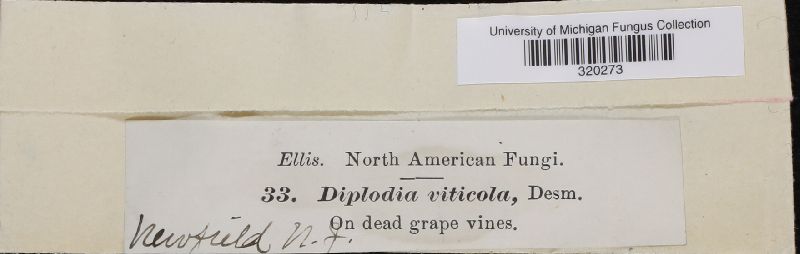 University of Michigan Fungus Collection
320273
Ellis. North American Fungi.
33. Diplodia viticola, Desm.
On dead grape vines.
Newfield N. J.